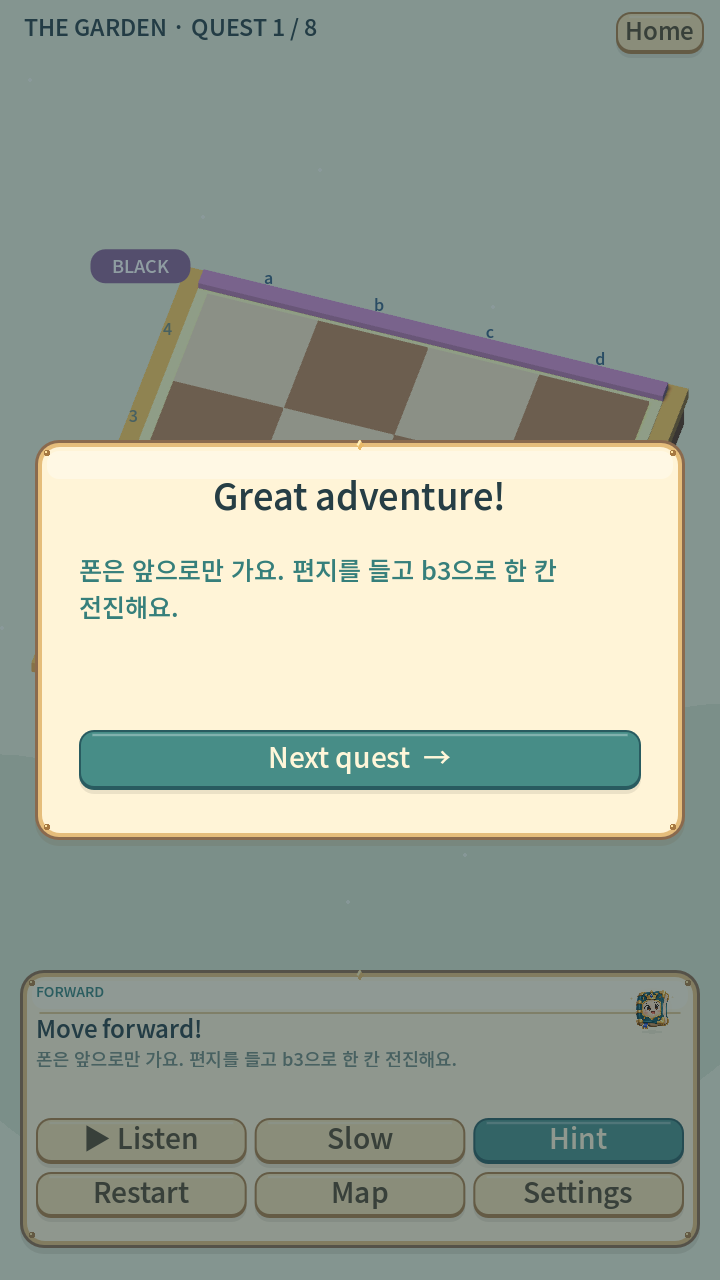 THE GARDEN · QUEST 1 / 8
Home
BLACK
a
b
c
d
4
3
Great adventure!
폰은 앞으로만 가요. 편지를 들고 b3으로 한 칸
전진해요.
Next quest →
FORWARD
Move forward!
폰은 앞으로만 가요. 편지를 들고 b3으로 한 칸 전진해요.
▶ Listen
Slow
Hint
Restart
Map
Settings